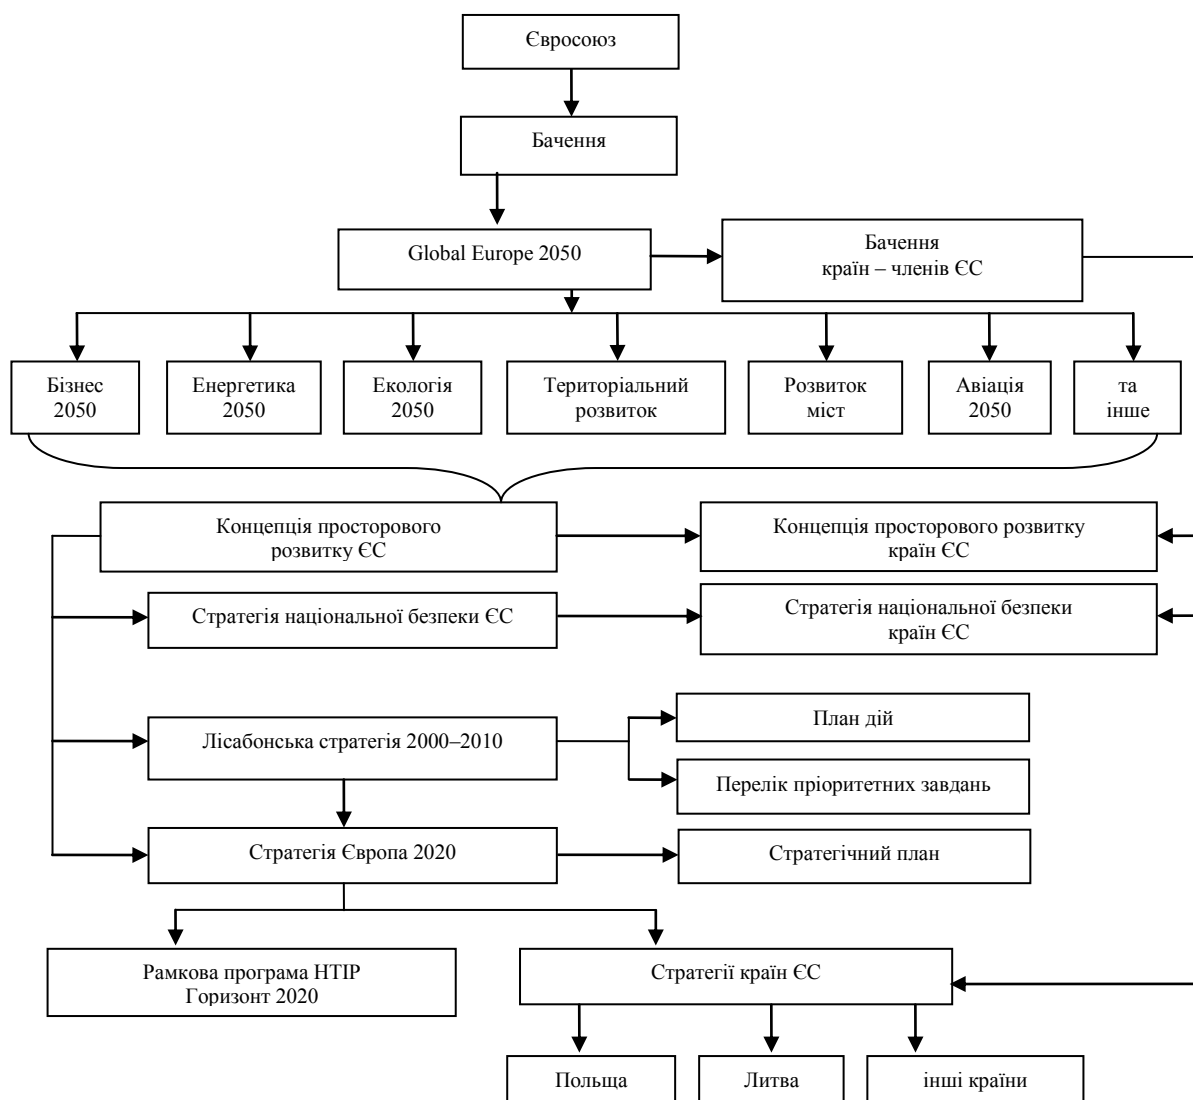 Євросоюз
Бачення
Global Europe 2050
Бачення
країн – членів ЄС
Бізнес
2050
Енергетика
2050
Екологія
2050
Територіальний
розвиток
Розвиток
міст
Авіація
2050
та
інше
Концепція просторового
розвитку ЄС
Концепція просторового розвитку
країн ЄС
Стратегія національної безпеки ЄС
Стратегія національної безпеки
країн ЄС
Лісабонська стратегія 2000–2010
План дій
Перелік пріоритетних завдань
Стратегія Європа 2020
Стратегічний план
Рамкова програма НТІР
Горизонт 2020
Стратегії країн ЄС
Польща
Литва
інші країни